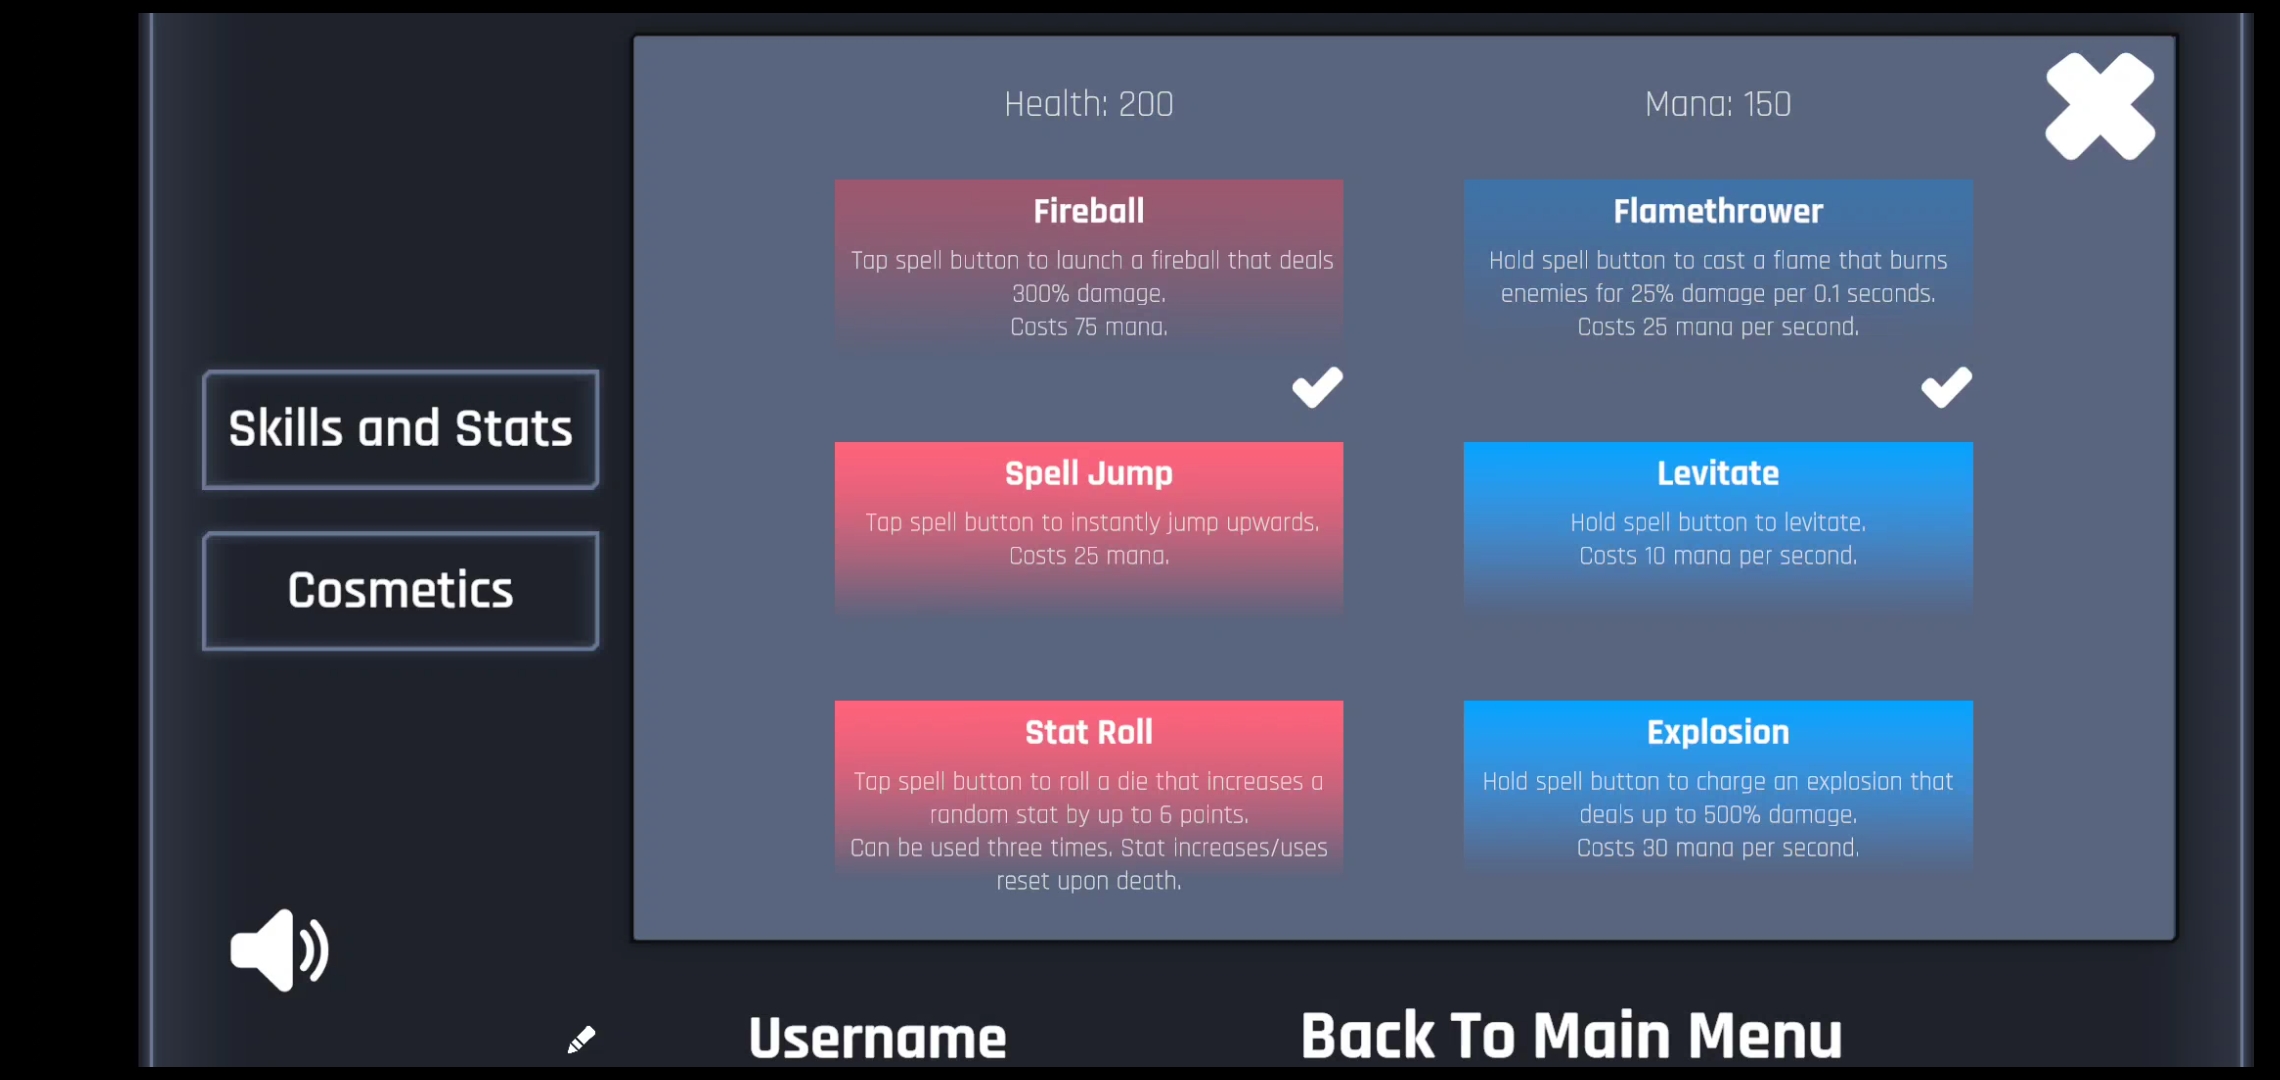 Health: 200
Mana: 150
Fireball
Tap spell button to launch a fireball that deals
300% damage.
Costs 75 mana.
Flamethrower
Hold spell button to cast a flame that burns
enemies for 25% damage per 0.1 seconds.
Costs 25 mana per second.
Skills and Stats
Cosmetics
Spell Jump
Tap spell button to instantly jump upwards.
Costs 25 mana.
Levitate
Hold spell button to levitate.
Costs 10 mana per second.
Stat Roll
Tap spell button to roll a die that increases a
random stat by up to 6 points.
Can be used three times. Stat increases/uses
reset upon death.
Explosion
Hold spell button to charge an explosion that
deals up to 500% damage.
Costs 30 mana per second.
Username
Back To Main Menu